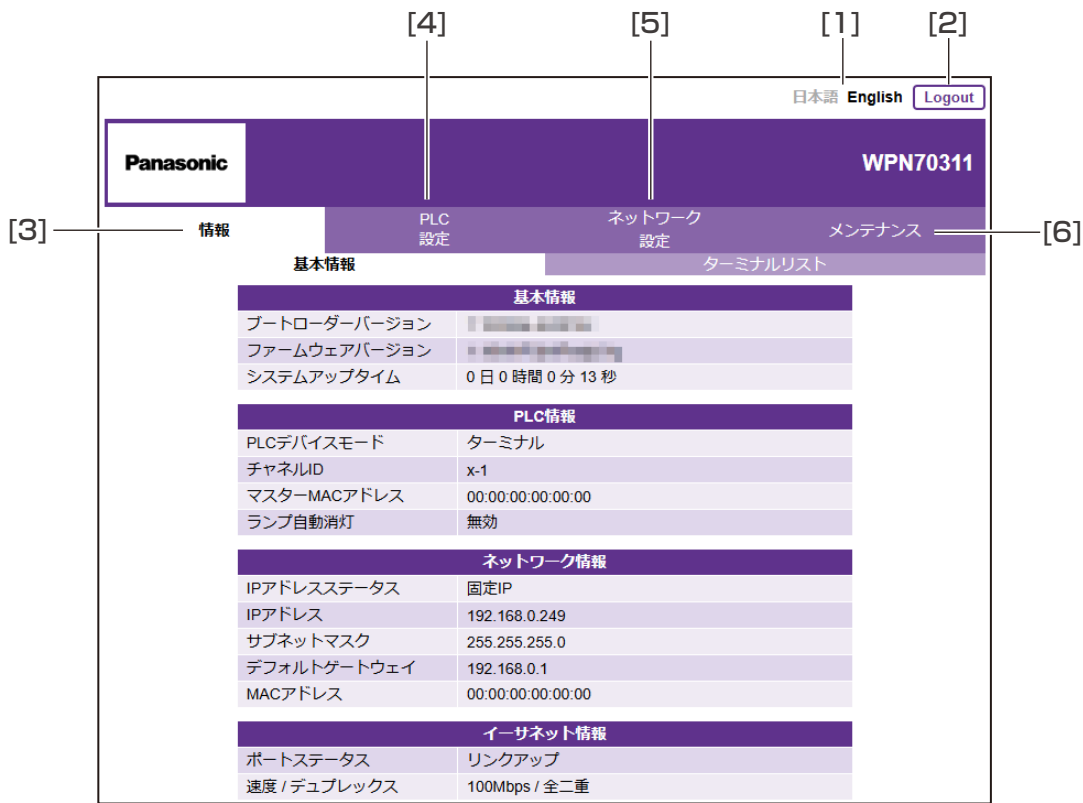 [4] [5] [1] [2]
日本語 English Logout
Panasonic WPN70311
[3] 情報 PLC 設定 ネットワーク 設定 メンテナンス [6]
基本情報 ターミナルリスト
基本情報
ブートローダーバージョン
ファームウェアバージョン
システムアップタイム 0 日 0 時間 0 分 13 秒
PLC情報
PLCデバイスモード ターミナル
チャネルID x-1
マスターMACアドレス 00:00:00:00:00:00
ランプ自動消灯 無効
ネットワーク情報
IPアドレスステータス 固定IP
IPアドレス 192.168.0.249
サブネットマスク 255.255.255.0
デフォルトゲートウェイ 192.168.0.1
MACアドレス 00:00:00:00:00:00
イーサネット情報
ポートステータス リンクアップ
速度 / デュプレックス 100Mbps / 全二重